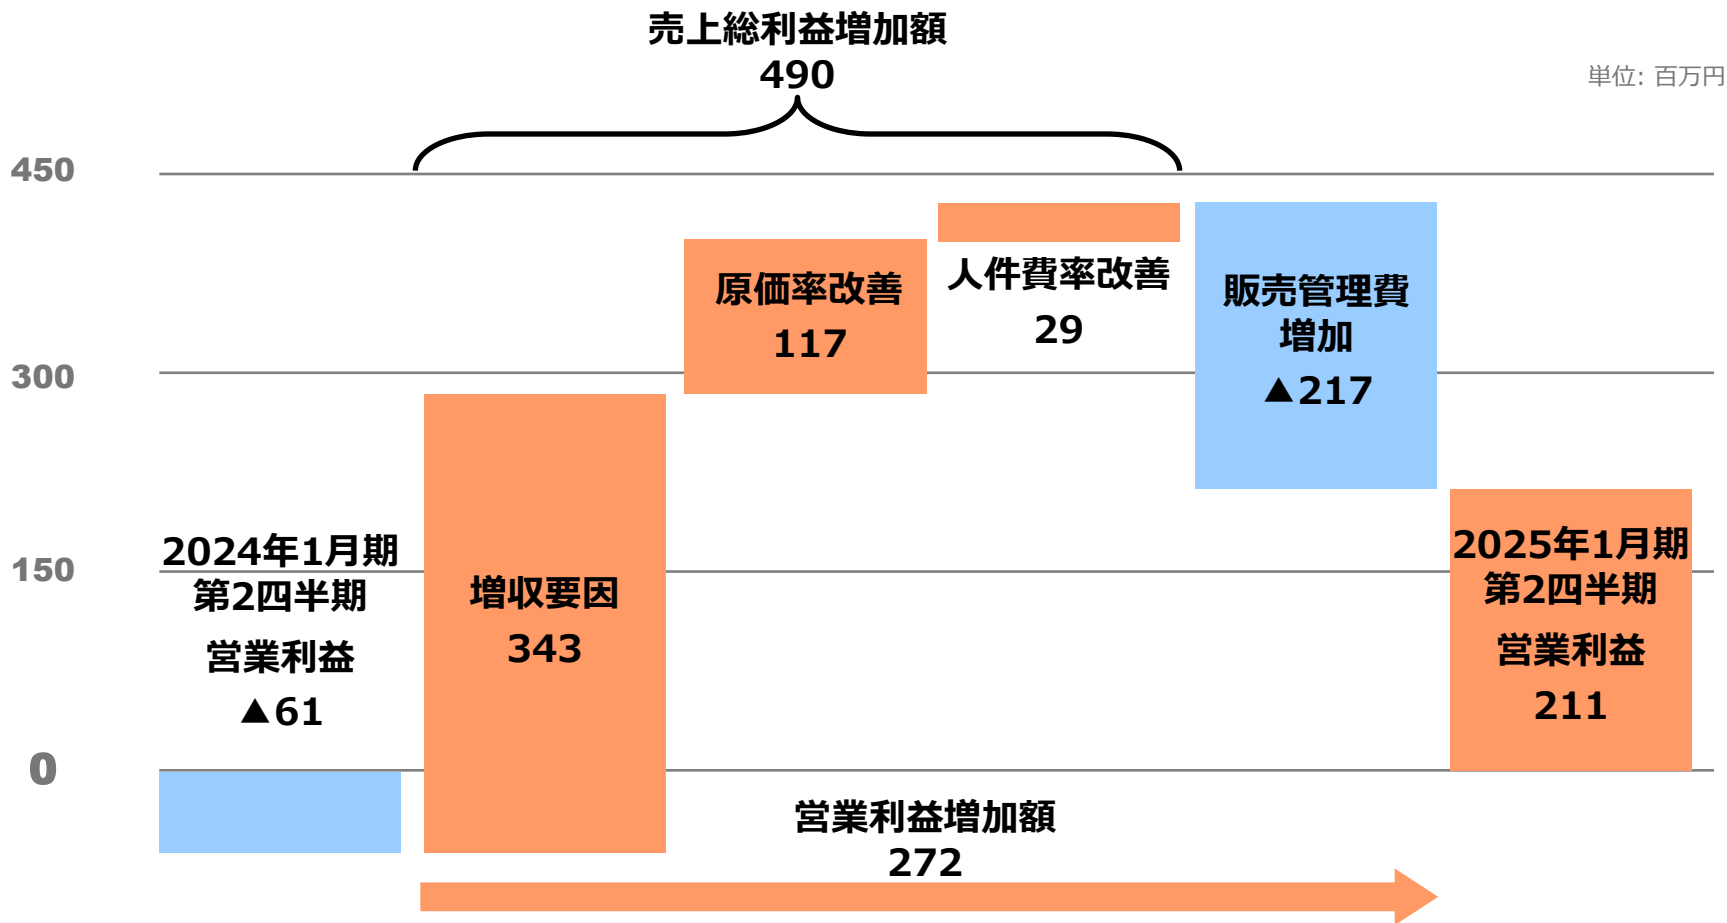 売上総利益増加額
490
単位: 百万円
450
300
150
0
2024年1月期
第2四半期
営業利益
▲61
増収要因
343
原価率改善
117
人件費率改善
29
販売管理費
増加
▲217
2025年1月期
第2四半期
営業利益
211
営業利益増加額
272